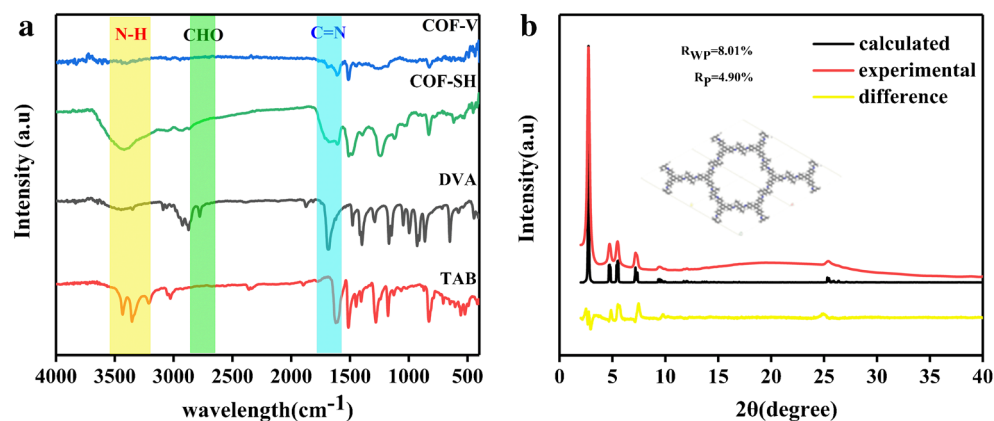 a
N-H
CHO
C=N
COF-V
COF-SH
DVA
TAB
Intensity (a.u)
4000 3500 3000 2500 2000 1500 1000 500
wavelength(cm-1)
b
RWP=8.01%
RP=4.90%
calculated
experimental
difference
Intensity(a.u)
0 5 10 15 20 25 30 35 40
2θ(degree)